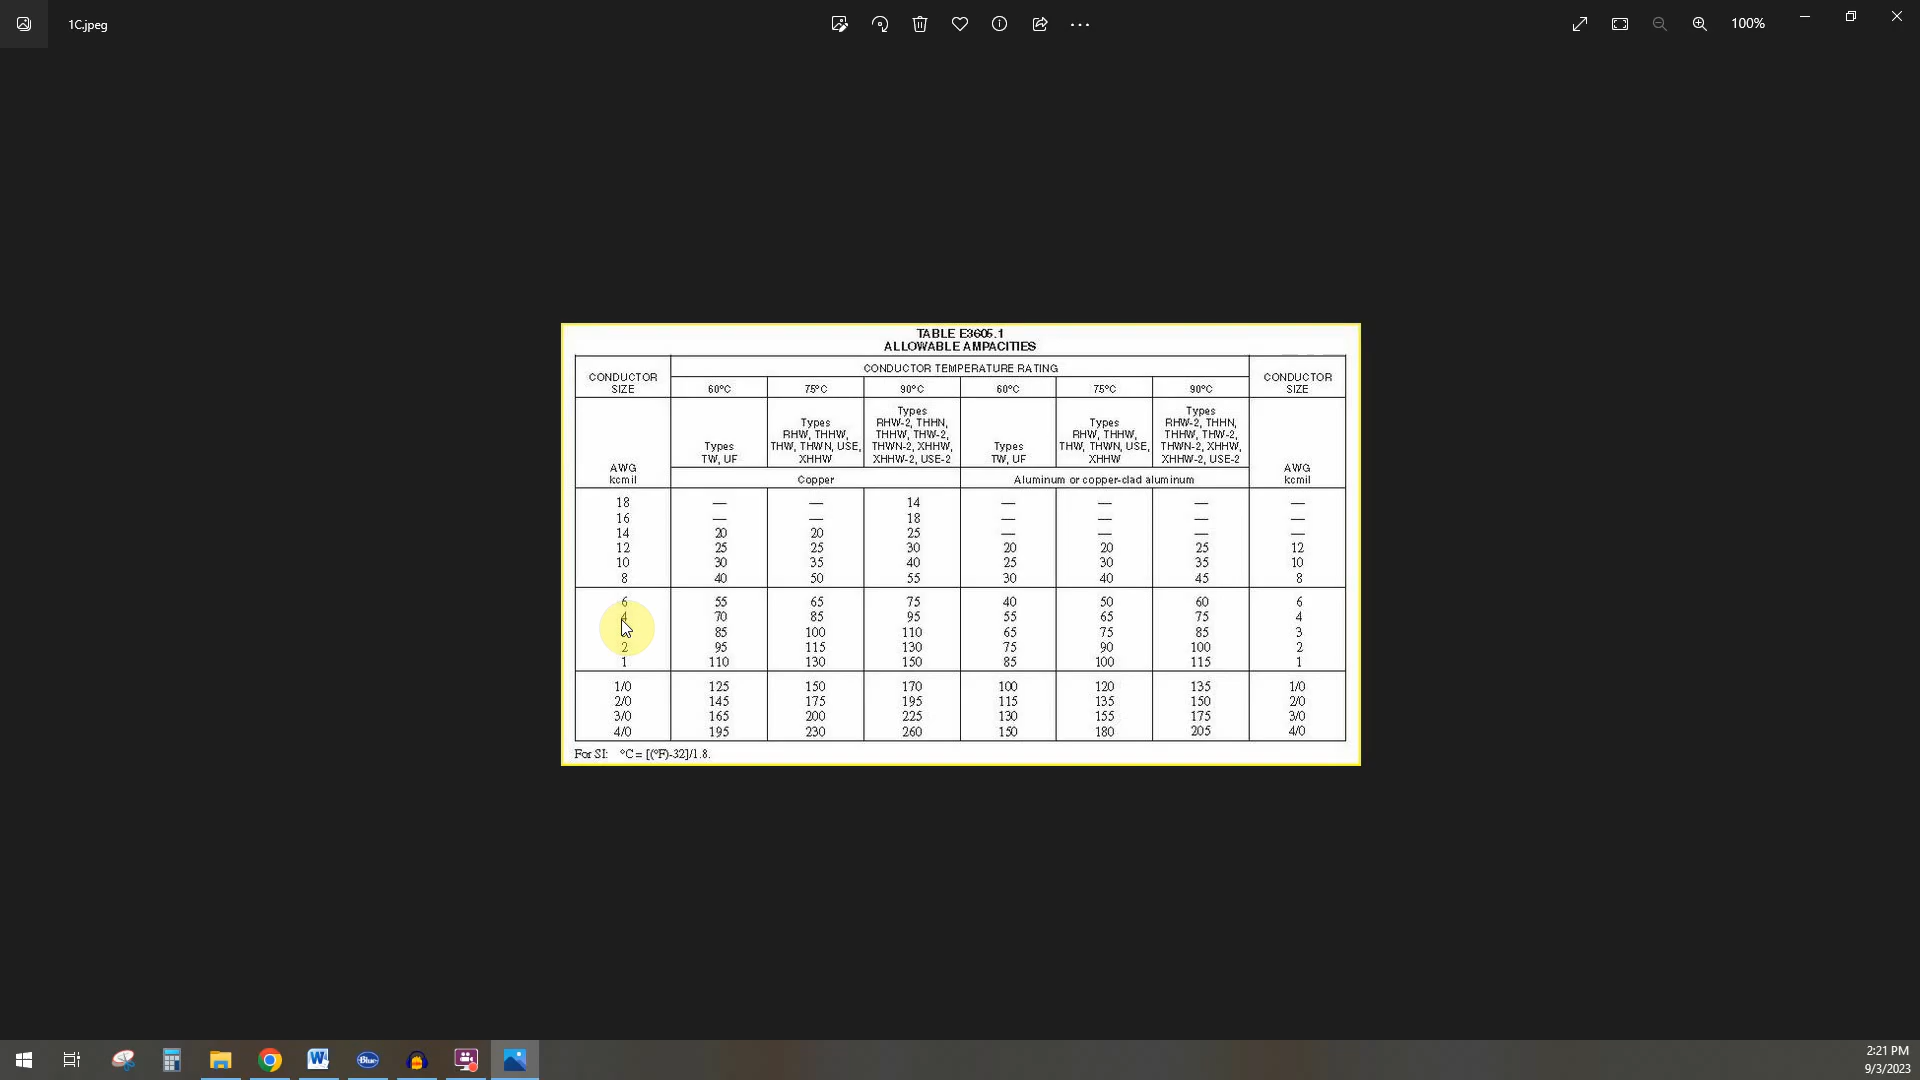 1C.jpeg
100%
TABLE E3605.1
ALLOWABLE AMPACITIES
CONDUCTOR SIZE CONDUCTOR TEMPERATURE RATING CONDUCTOR SIZE
60°C 75°C 90°C 60°C 75°C 90°C
AWG kcmil Types TW, UF Types RHW, THHW, THW, THWN, USE, XHHW Types RHW-2, THHN, THHW, THW-2, THWN-2, XHHW, XHHW-2, USE-2 Types TW, UF Types RHW, THHW, THW, THWN, USE, XHHW Types RHW-2, THHN, THHW, THW-2, THWN-2, XHHW, XHHW-2, USE-2 AWG kcmil
Copper Aluminum or copper-clad aluminum
18 — — 14 — — — —
16 — — 18 — — — —
14 20 20 25 — — — —
12 25 25 30 20 20 25 12
10 30 35 40 25 30 35 10
8 40 50 55 30 40 45 8
6 55 65 75 40 50 60 6
4 70 85 95 55 65 75 4
85 100 110 65 75 85 3
2 95 115 130 75 90 100 2
1 110 130 150 85 100 115 1
1/0 125 150 170 100 120 135 1/0
2/0 145 175 195 115 135 150 2/0
3/0 165 200 225 130 155 175 3/0
4/0 195 230 260 150 180 205 4/0
For SI: °C = [(°F)-32]/1.8.
Blue
2:21 PM
9/3/2023